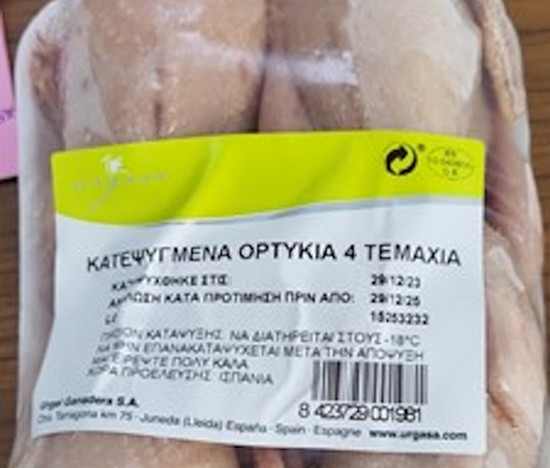 urgasa
ΚΑΤΕΨΥΓΜΕΝΑ ΟΡΤΥΚΙΑ 4 ΤΕΜΑΧΙΑ
ΣΤΙΣ: 29/12/23
ΚΑΤΑ ΠΡΟΤΙΜΗΣΗ ΠΡΙΝ ΑΠΟ: 29/12/25
15253232
ΚΑΤΑΨΥΞΗΣ. ΝΑ ΔΙΑΤΗΡΕΙΤΑΙ ΣΤΟΥΣ -18°C
ΕΠΑΝΑΚΑΤΑΨΥΧΕΤΑΙ ΜΕΤΑ ΤΗΝ ΑΠΟΨΥΞΗ
ΠΟΛΥ ΚΑΛΑ
ΠΡΟΕΛΕΥΣΗΣ: ΙΣΠΑΝΙΑ
8 423729 001981
Urgel Ganadera S.A.
Ctra. Tarragona km 75 - Juneda (Lleida) España - Spain - Espagne www.urgasa.com